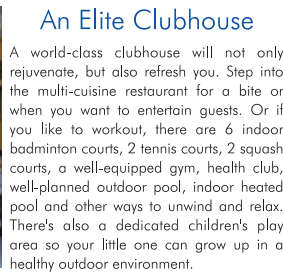 An Elite Clubhouse
A world-class clubhouse will not only
rejuvenate, but also refresh you. Step into
the multi-cuisine restaurant for a bite or
when you want to entertain guests. Or if
you like to workout, there are 6 indoor
badminton courts, 2 tennis courts, 2 squash
courts, a well-equipped gym, health club,
well-planned outdoor pool, indoor heated
pool and other ways to unwind and relax.
There's also a dedicated children's play
area so your little one can grow up in a
healthy outdoor environment.